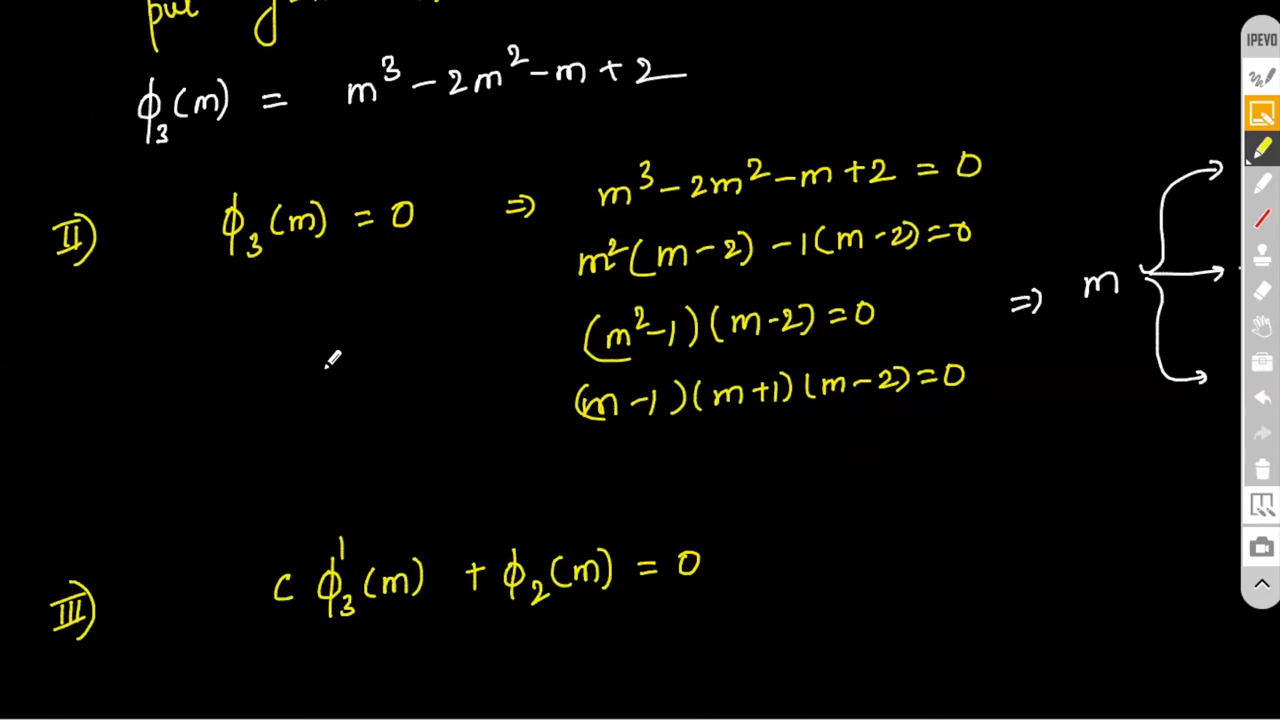 put
φ₃(m) = m³ - 2m² - m + 2
II) φ₃(m) = 0 ⇒ m³ - 2m² - m + 2 = 0
m²(m - 2) - 1(m - 2) = 0
(m² - 1)(m - 2) = 0
⇒ m
(m - 1)(m + 1)(m - 2) = 0
III) c φ₃'(m) + φ₂(m) = 0
IPEVO